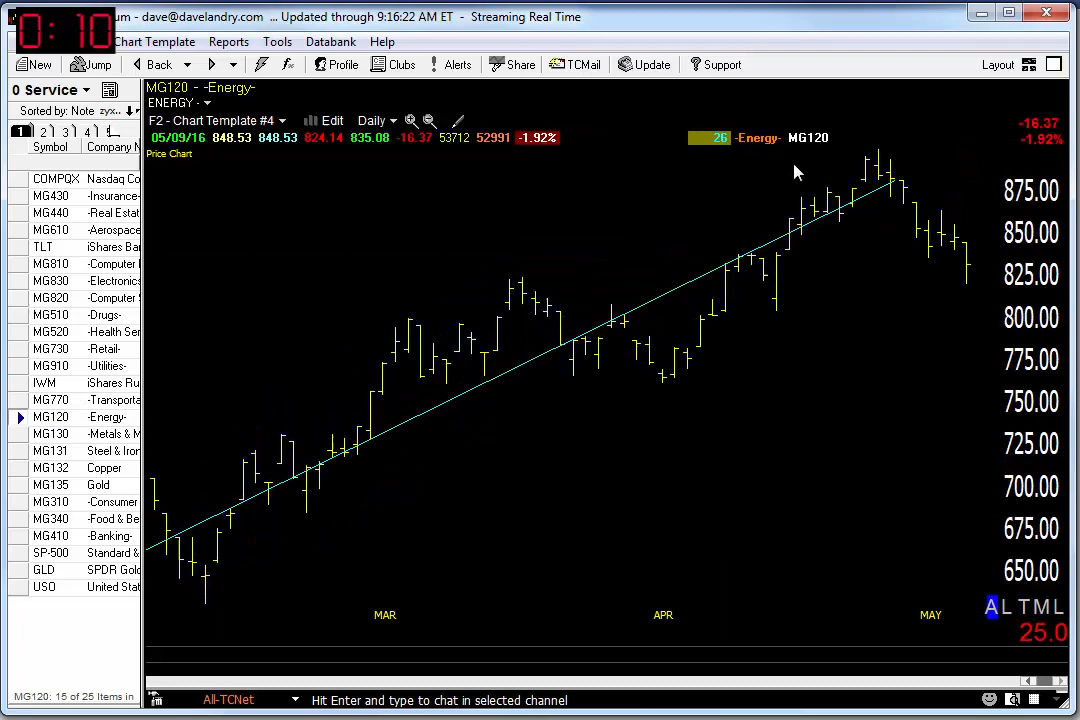 0:10
um - dave@davelandry.com ... Updated through 9:16:22 AM ET - Streaming Real Time
Chart Template Reports Tools Databank Help
New Jump Back Profile Clubs Alerts Share TCMail Update Support Layout
0 Service
Sorted by: Note zyx..
1 2 3 4
Symbol Company N
COMPQX Nasdaq Co
MG430 -Insurance-
MG440 -Real Estat
MG610 -Aerospace
TLT iShares Bar
MG810 -Computer
MG830 -Electronics
MG820 -Computer S
MG510 -Drugs-
MG520 -Health Ser
MG730 -Retail-
MG910 -Utilities-
IWM iShares Ru
MG770 -Transporta
MG120 -Energy-
MG130 -Metals & M
MG131 Steel & Iron
MG132 Copper
MG135 Gold
MG310 -Consumer
MG340 -Food & Be
MG410 -Banking-
SP-500 Standard &
GLD SPDR Gold
USO United Stat
MG120: 15 of 25 Items in
MG120 - -Energy-
ENERGY -
F2 - Chart Template #4 Edit Daily
05/09/16 848.53 848.53 824.14 835.08 -16.37 53712 52991 -1.92%
26 -Energy- MG120
-16.37
-1.92%
Price Chart
875.00
850.00
825.00
800.00
775.00
750.00
725.00
700.00
675.00
650.00
MAR APR MAY
A L T M L
25.0
All-TCNet Hit Enter and type to chat in selected channel